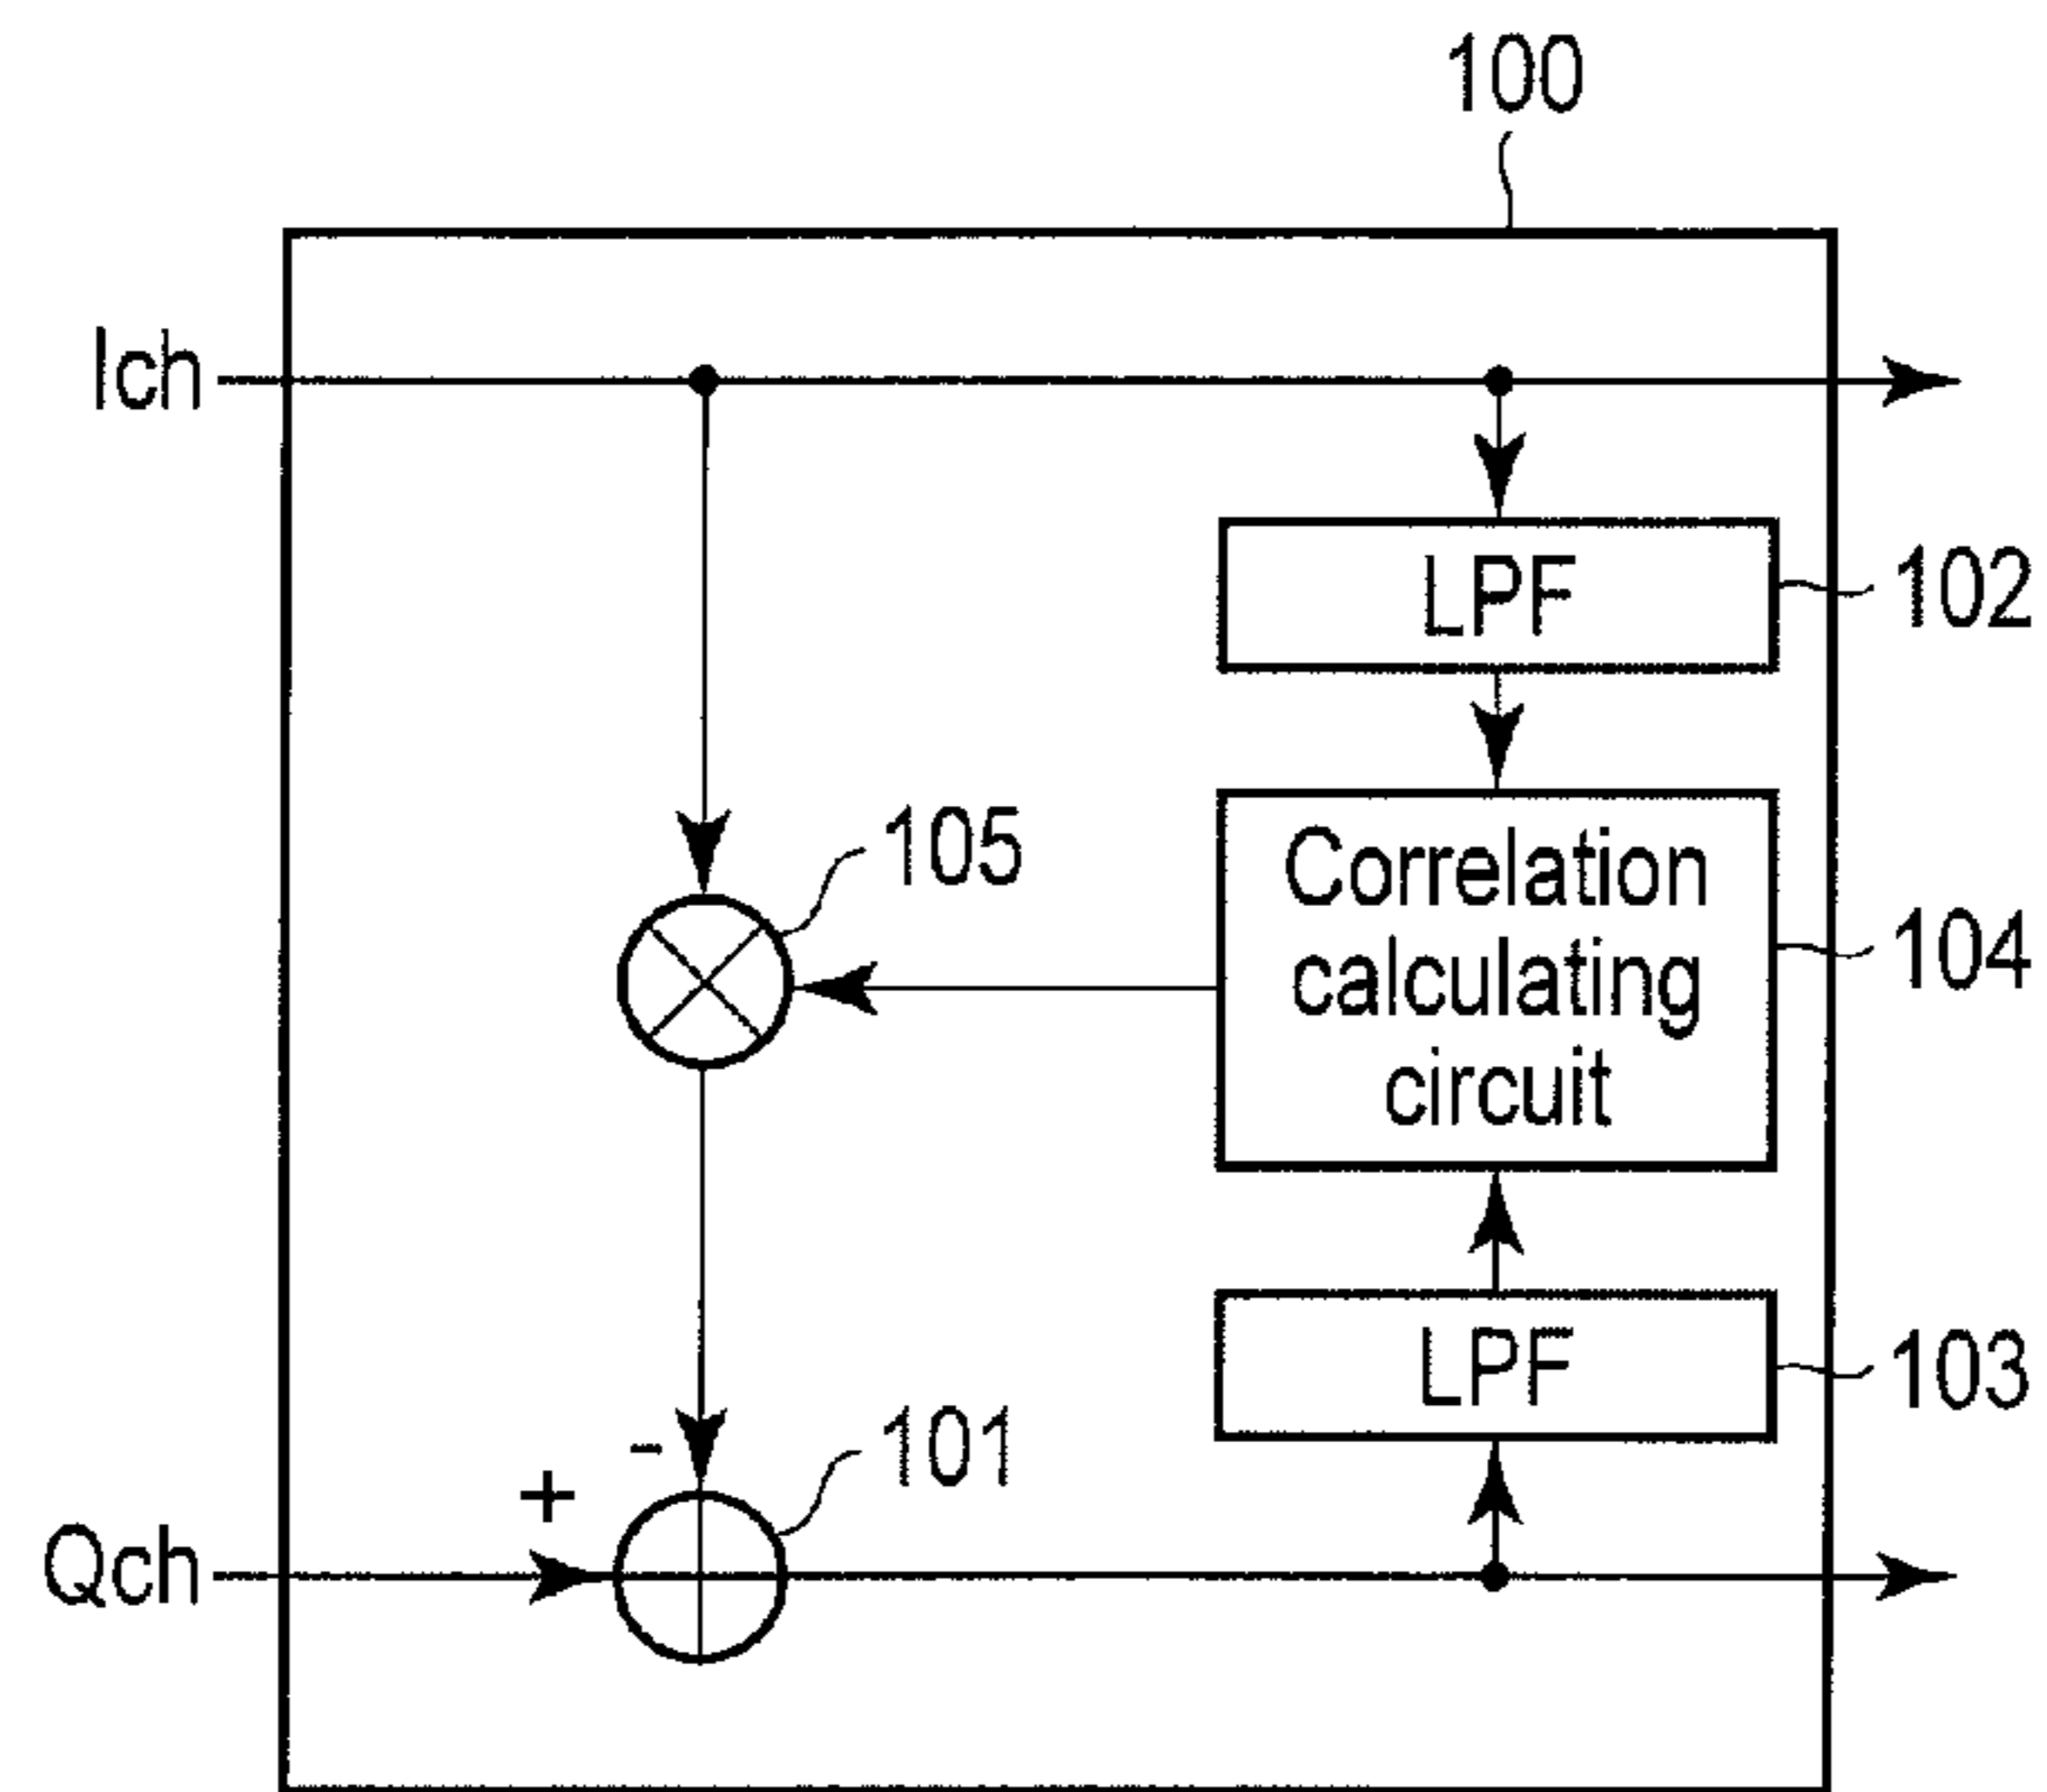 100
Ich
LPF
102
105
Correlation
calculating
circuit
104
LPF
103
-
101
+
Qch